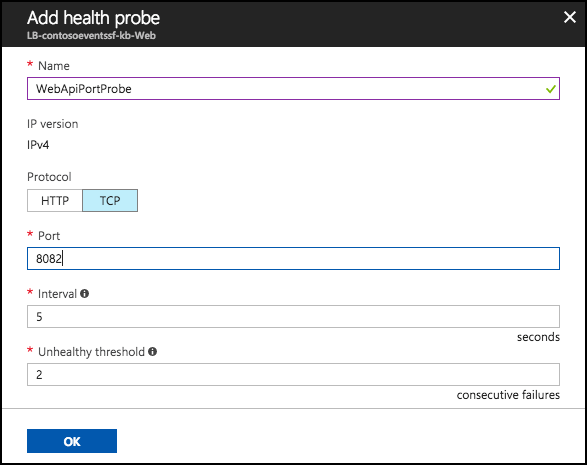 Add health probe
LB-contosoeventssf-kb-Web
* Name
WebApiPortProbe
IP version
IPv4
Protocol
HTTP TCP
* Port
8082
* Interval
5
seconds
* Unhealthy threshold
2
consecutive failures
OK